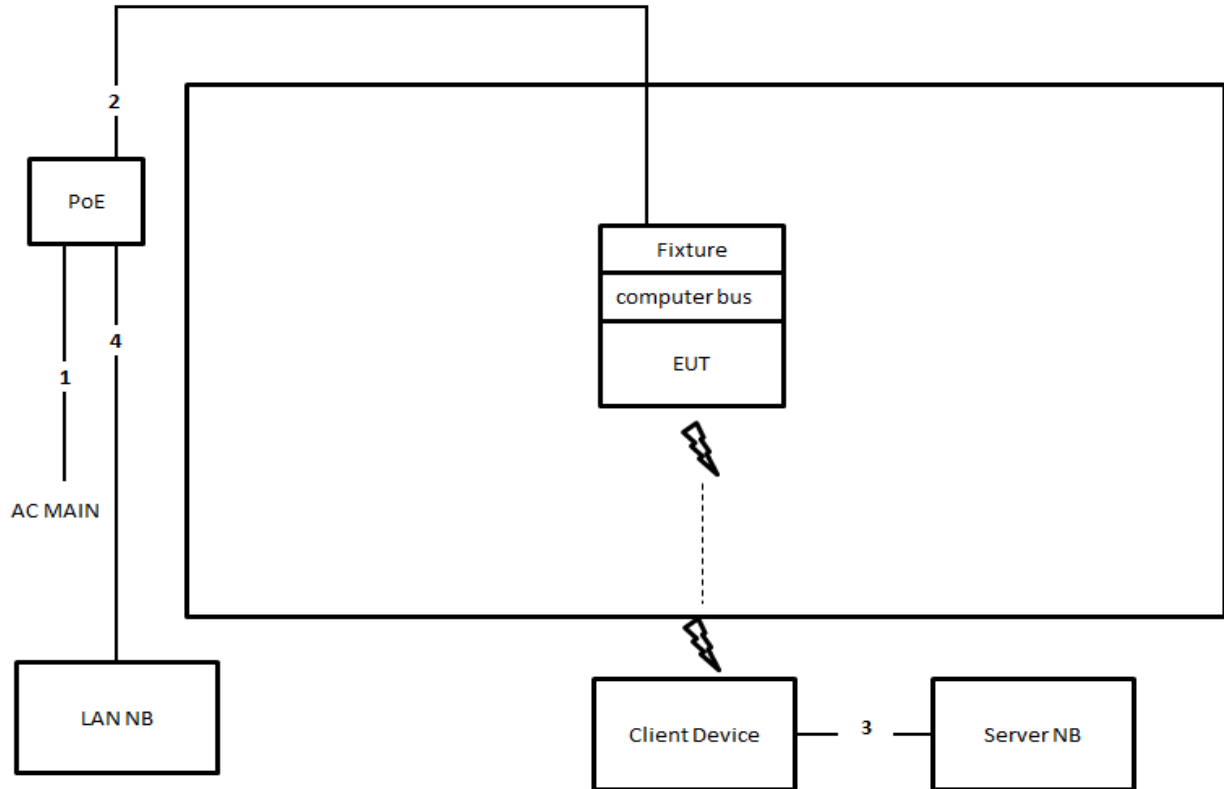 2
PoE
Fixture
computer bus
EUT
4
1
AC MAIN
LAN NB
Client Device
3
Server NB